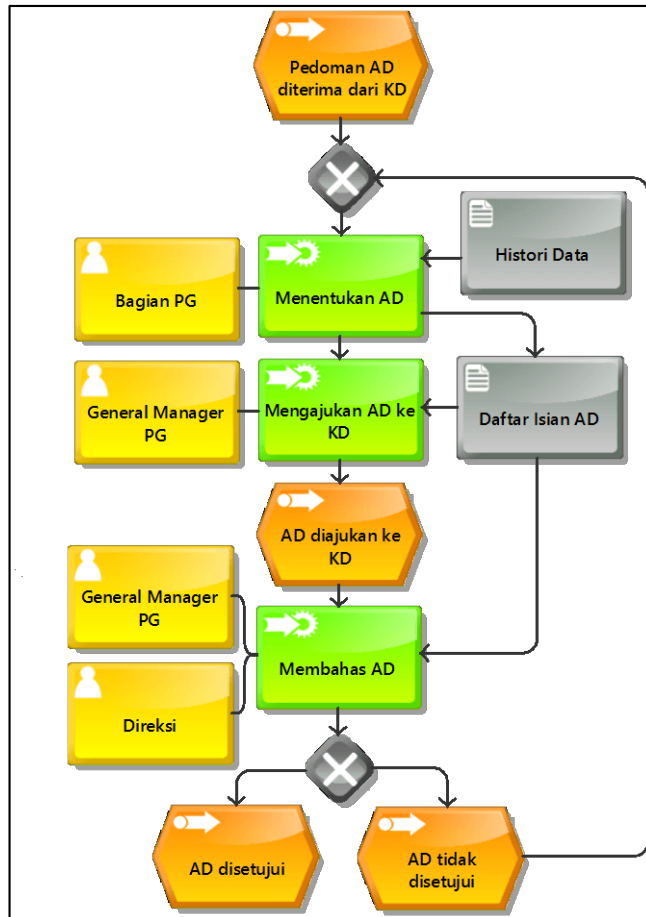 Pedoman AD
diterima dari KD
Histori Data
Bagian PG
Menentukan AD
General Manager
PG
Mengajukan AD ke
KD
Daftar Isian AD
AD diajukan ke
KD
General Manager
PG
Membahas AD
Direksi
AD disetujui
AD tidak
disetujui